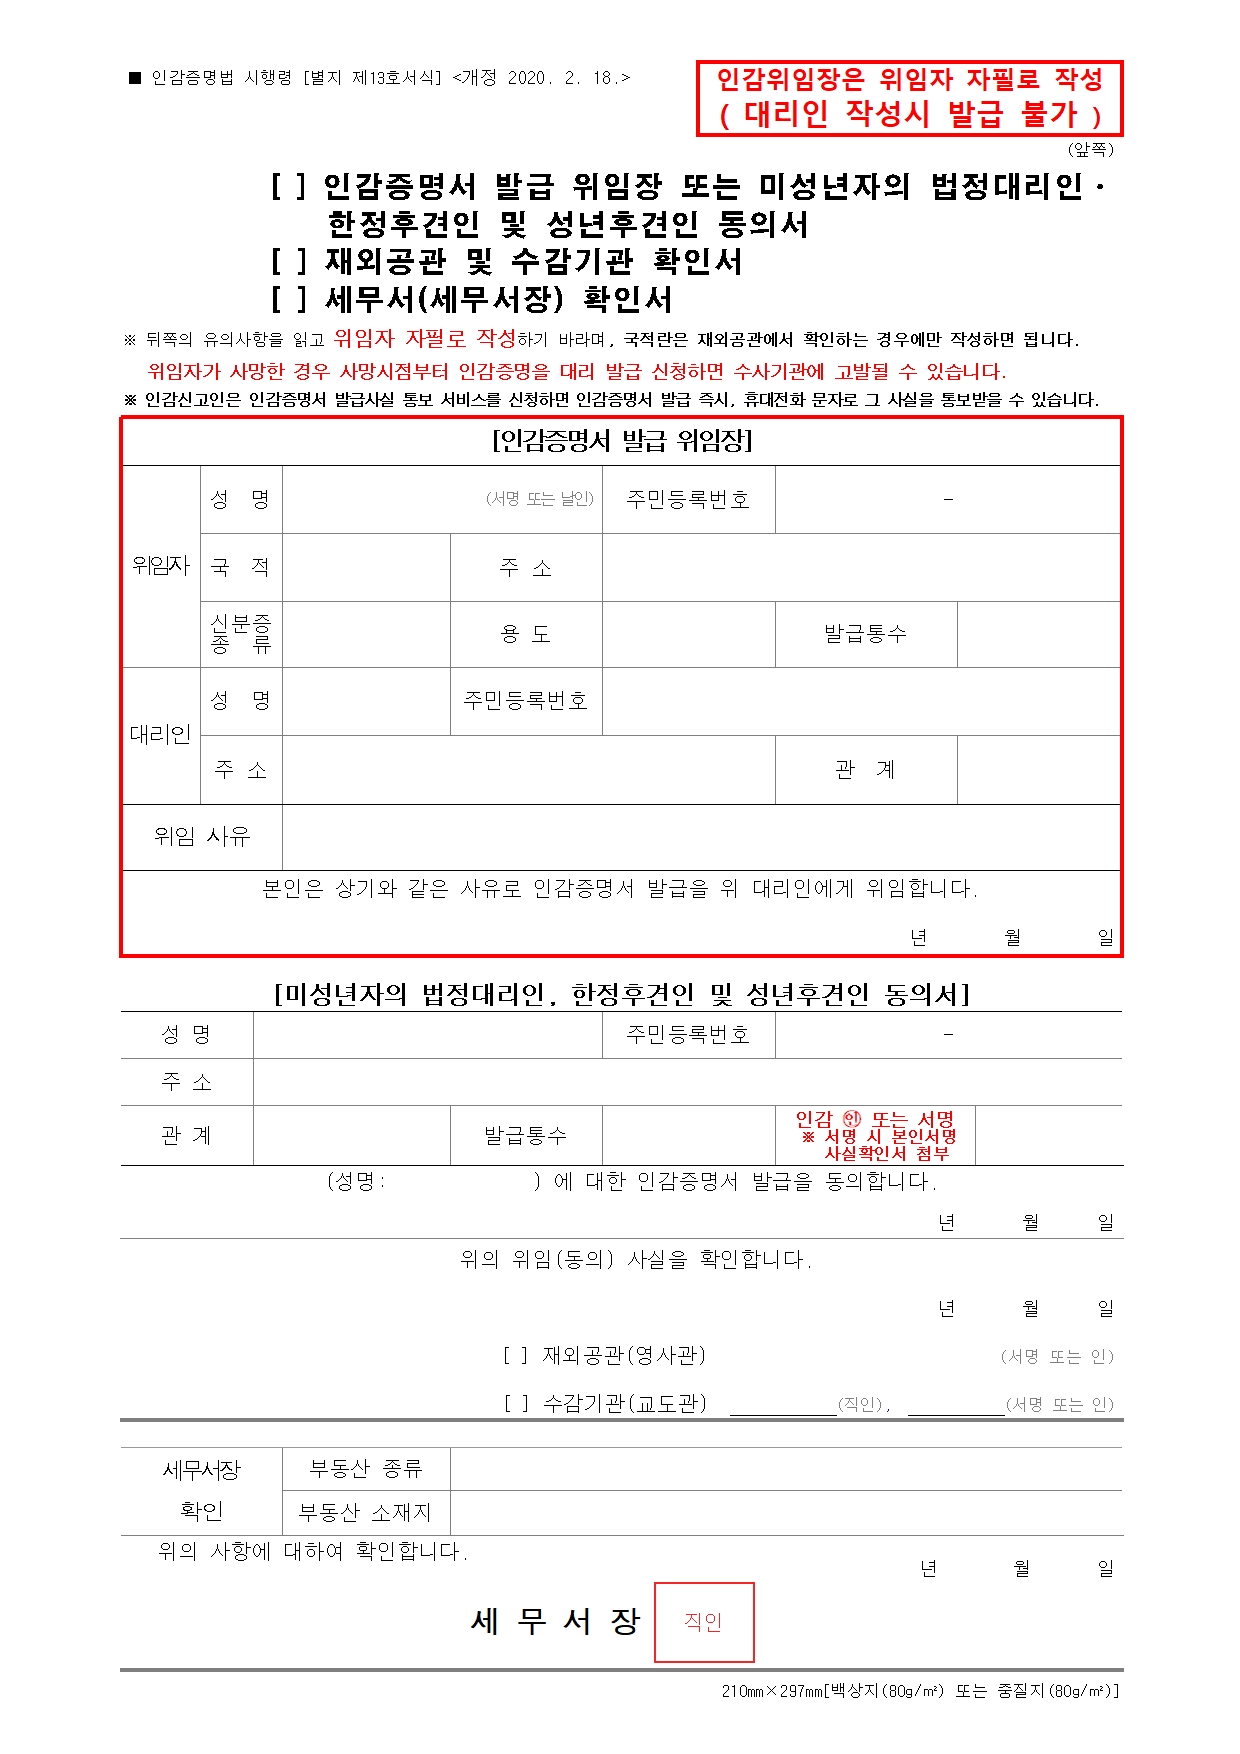 ■ 인감증명법 시행령 [별지 제13호서식] <개정 2020. 2. 18.>
인감위임장은 위임자 자필로 작성
( 대리인 작성시 발급 불가 )
(앞쪽)
[ ] 인감증명서 발급 위임장 또는 미성년자의 법정대리인·
한정후견인 및 성년후견인 동의서
[ ] 재외공관 및 수감기관 확인서
[ ] 세무서(세무서장) 확인서
※ 뒤쪽의 유의사항을 읽고 위임자 자필로 작성하기 바라며, 국적란은 재외공관에서 확인하는 경우에만 작성하면 됩니다.
위임자가 사망한 경우 사망시점부터 인감증명을 대리 발급 신청하면 수사기관에 고발될 수 있습니다.
※ 인감신고인은 인감증명서 발급사실 통보 서비스를 신청하면 인감증명서 발급 즉시, 휴대전화 문자로 그 사실을 통보받을 수 있습니다.
[인감증명서 발급 위임장]
위임자
성 명 (서명 또는 날인) 주민등록번호 -
국 적 주 소
신분증
종 류 용 도 발급통수
대리인
성 명 주민등록번호
주 소 관 계
위임 사유
본인은 상기와 같은 사유로 인감증명서 발급을 위 대리인에게 위임합니다.
년 월 일
[미성년자의 법정대리인, 한정후견인 및 성년후견인 동의서]
성 명 주민등록번호 -
주 소
관 계 발급통수 인감 ㊞ 또는 서명
※ 서명 시 본인서명
사실확인서 첨부
(성명: ) 에 대한 인감증명서 발급을 동의합니다.
년 월 일
위의 위임(동의) 사실을 확인합니다.
년 월 일
[ ] 재외공관(영사관) (서명 또는 인)
[ ] 수감기관(교도관) (직인), (서명 또는 인)
세무서장
확인
부동산 종류
부동산 소재지
위의 사항에 대하여 확인합니다.
년 월 일
세 무 서 장 직인
210㎜×297㎜[백상지(80g/㎡) 또는 중질지(80g/㎡)]